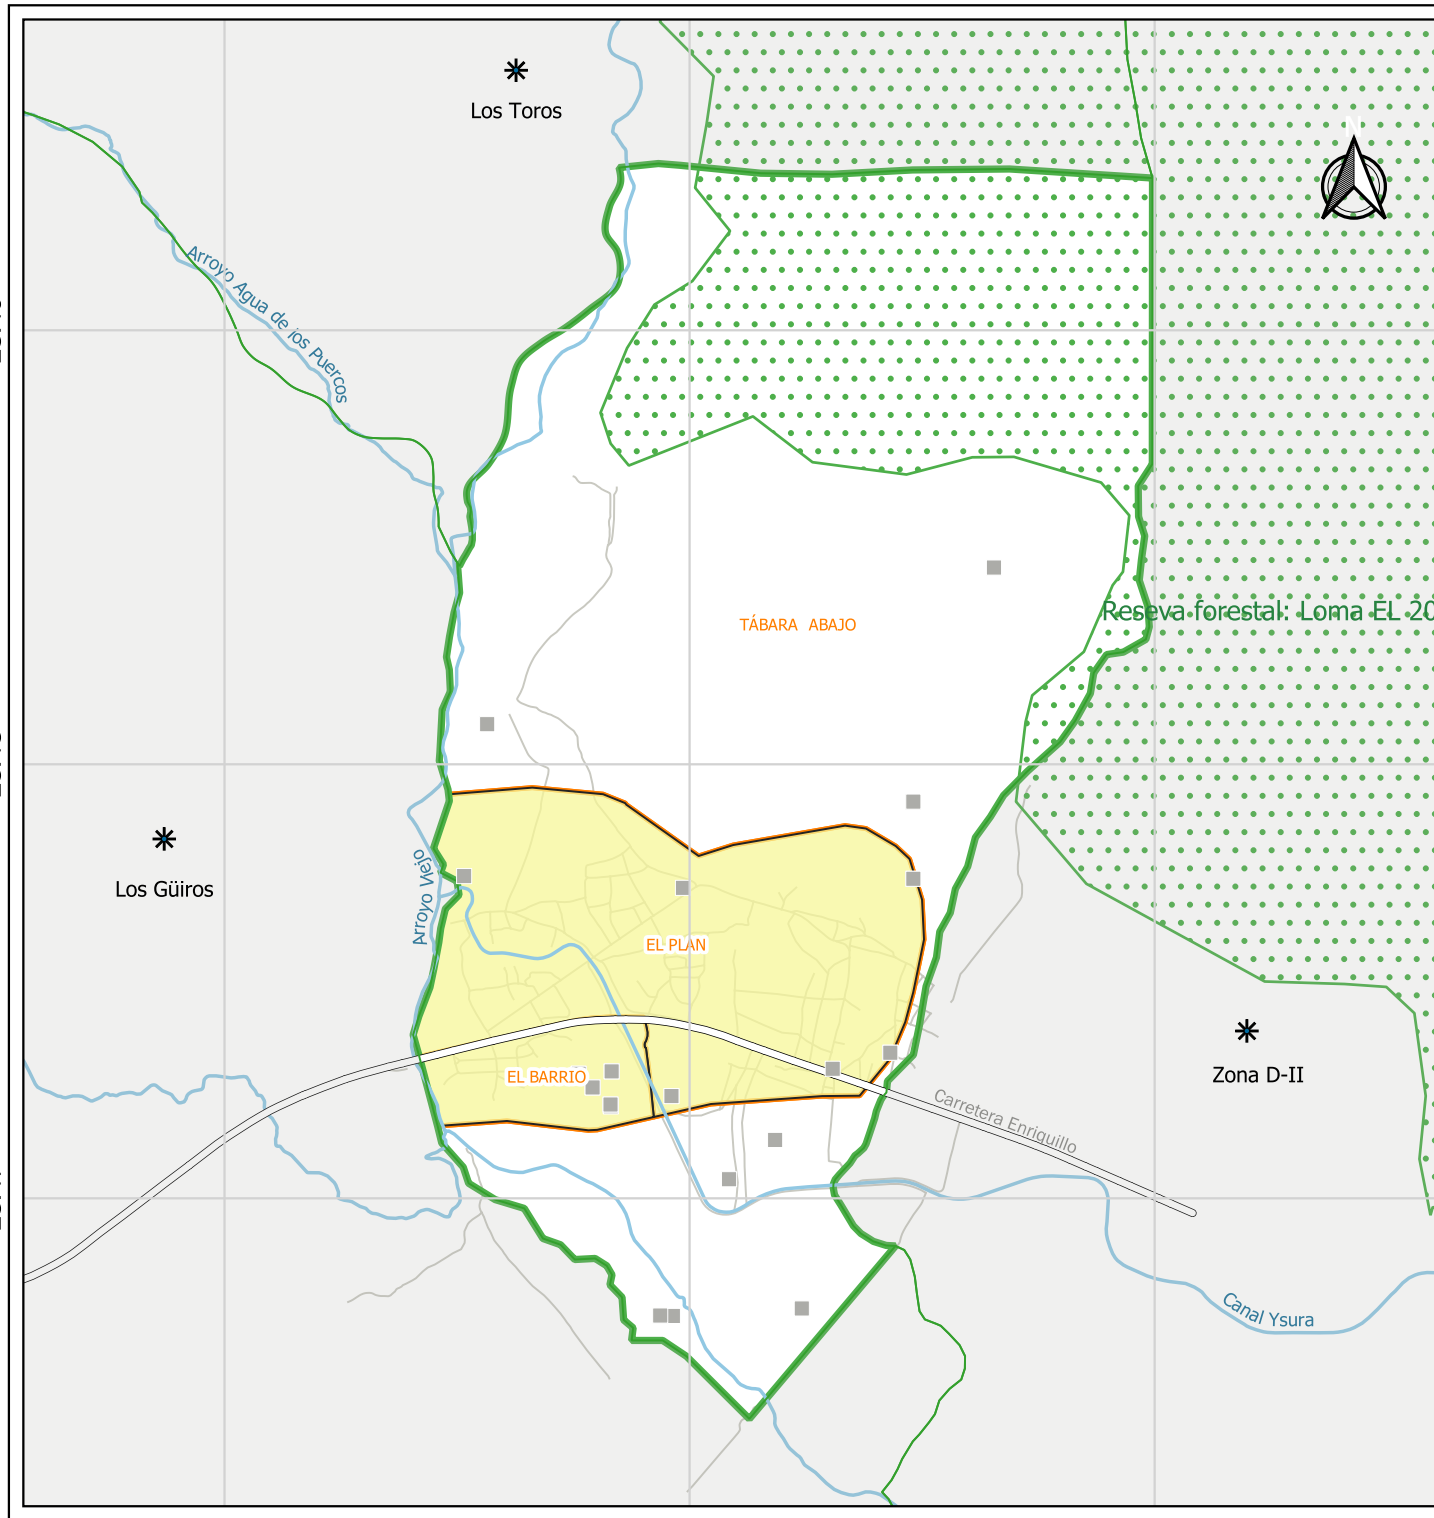 N
Los Toros
Arroyo Agua de los Puercos
TÁBARA ABAJO
Reseva forestal: Loma EL 20
Los Güiros
Arroyo Viejo
EL PLAN
EL BARRIO
Zona D-II
Carretera Enriquillo
Canal Ysura